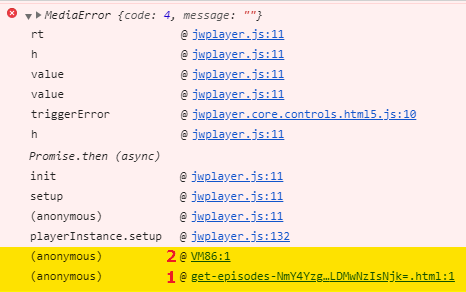 MediaError {code: 4, message: ""}
rt @ jwplayer.js:11
h @ jwplayer.js:11
value @ jwplayer.js:11
value @ jwplayer.js:11
triggerError @ jwplayer.core.controls.html5.js:10
h @ jwplayer.js:11
Promise.then (async)
init @ jwplayer.js:11
setup @ jwplayer.js:11
(anonymous) @ jwplayer.js:11
playerInstance.setup @ jwplayer.js:132
(anonymous) 2 @ VM86:1
(anonymous) 1 @ get-episodes-NmY4Yzg…LDMwNzIsNjk=.html:1